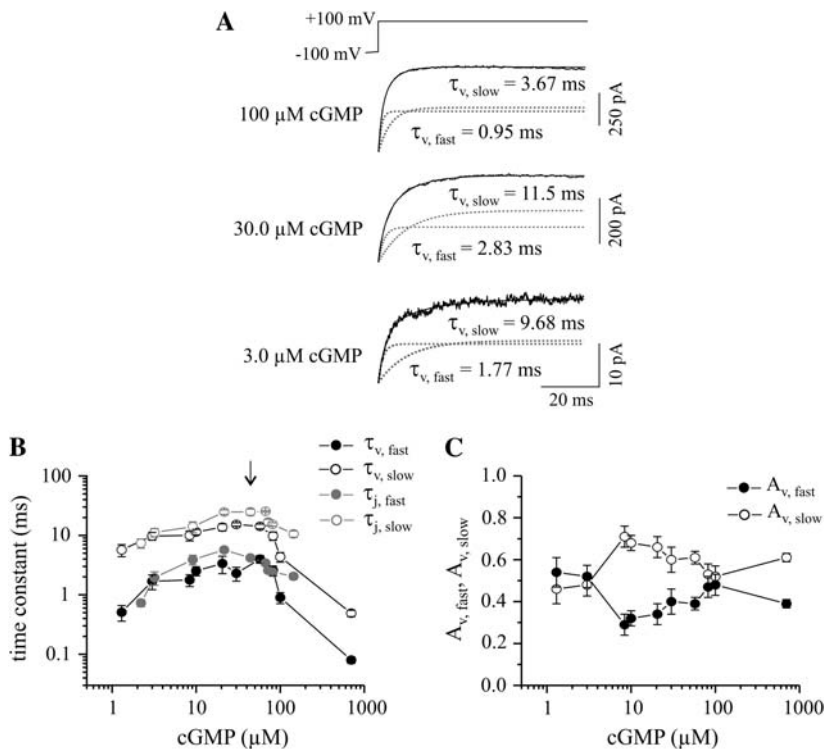 A
+100 mV
-100 mV
100 µM cGMP
τv, slow = 3.67 ms
τv, fast = 0.95 ms
250 pA
30.0 µM cGMP
τv, slow = 11.5 ms
τv, fast = 2.83 ms
200 pA
3.0 µM cGMP
τv, slow = 9.68 ms
τv, fast = 1.77 ms
10 pA
20 ms
B
τv, fast
τv, slow
τj, fast
τj, slow
time constant (ms)
100
10
1
0.1
1
10
100
1000
cGMP (µM)
C
Av, fast
Av, slow
Av, fast, Av, slow
1.0
0.8
0.6
0.4
0.2
0.0
1
10
100
1000
cGMP (µM)